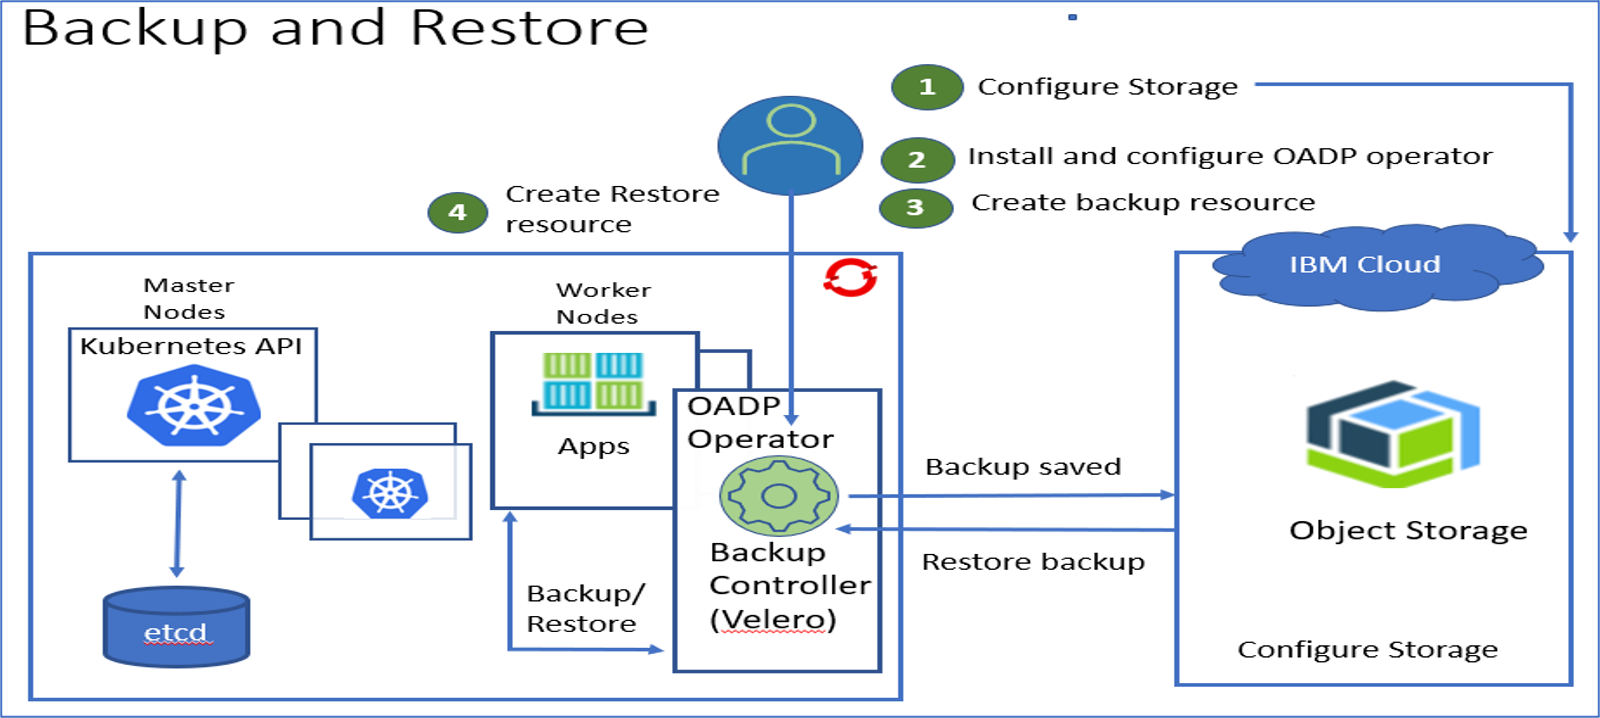 Backup and Restore
1 Configure Storage
2 Install and configure OADP operator
3 Create backup resource
4 Create Restore
resource
Master
Nodes
Kubernetes API
etcd
Worker
Nodes
Apps
OADP
Operator
Backup
Controller
(Velero)
Backup/
Restore
Backup saved
Restore backup
IBM Cloud
Object Storage
Configure Storage